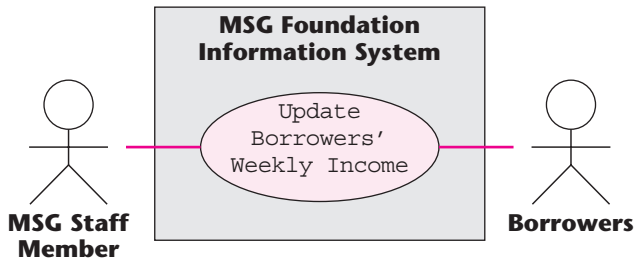 MSG Foundation
Information System
Update
Borrowers’
Weekly Income
MSG Staff
Member
Borrowers